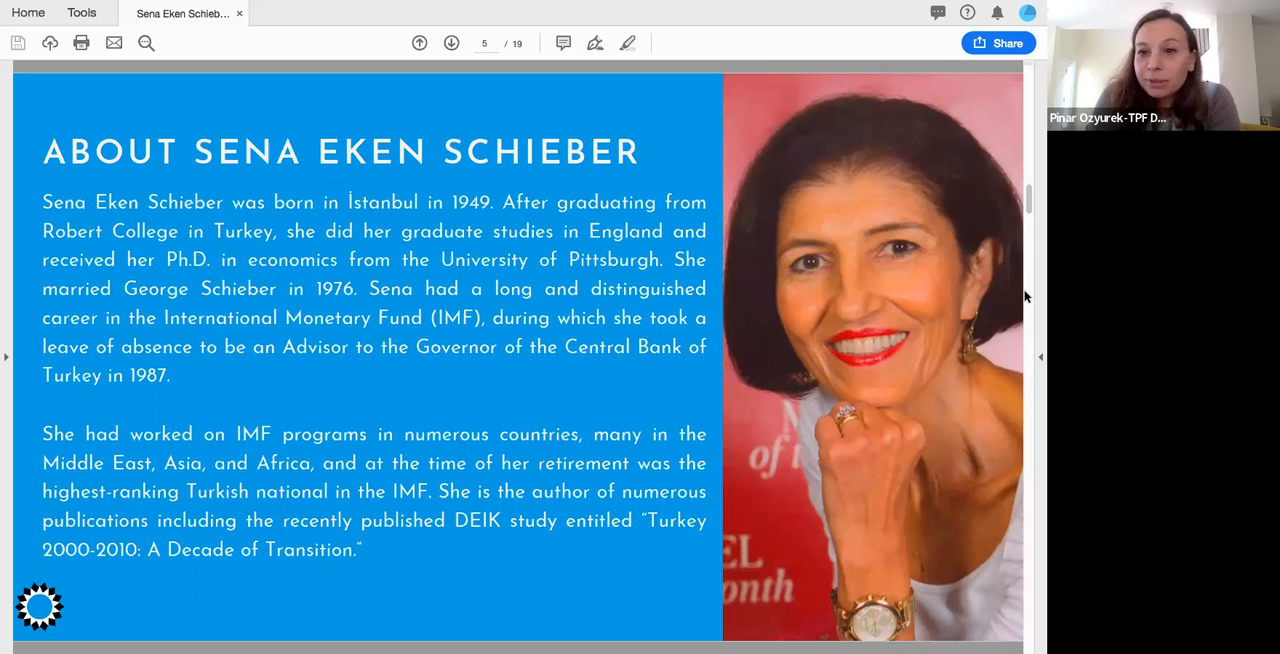 Home Tools Sena Eken Schieb... ×
5 / 19 Share
ABOUT SENA EKEN SCHIEBER
Sena Eken Schieber was born in İstanbul in 1949. After graduating from
Robert College in Turkey, she did her graduate studies in England and
received her Ph.D. in economics from the University of Pittsburgh. She
married George Schieber in 1976. Sena had a long and distinguished
career in the International Monetary Fund (IMF), during which she took a
leave of absence to be an Advisor to the Governor of the Central Bank of
Turkey in 1987.
She had worked on IMF programs in numerous countries, many in the
Middle East, Asia, and Africa, and at the time of her retirement was the
highest-ranking Turkish national in the IMF. She is the author of numerous
publications including the recently published DEIK study entitled “Turkey
2000-2010: A Decade of Transition.”
of t
EL
onth
Pinar Ozyurek-TPF D...